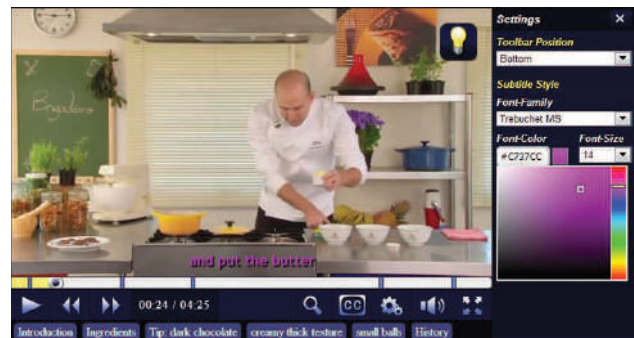 Brigadeiro
and put the butter
00:24 / 04:25
CC
Introduction
Ingredients
Tip: dark chocolate
creamy thick texture
small balls
History
Settings
×
Toolbar Position
Bottom
Subtitle Style
Font-Family
Trebuchet MS
Font-Color Font-Size
#C737CC 14